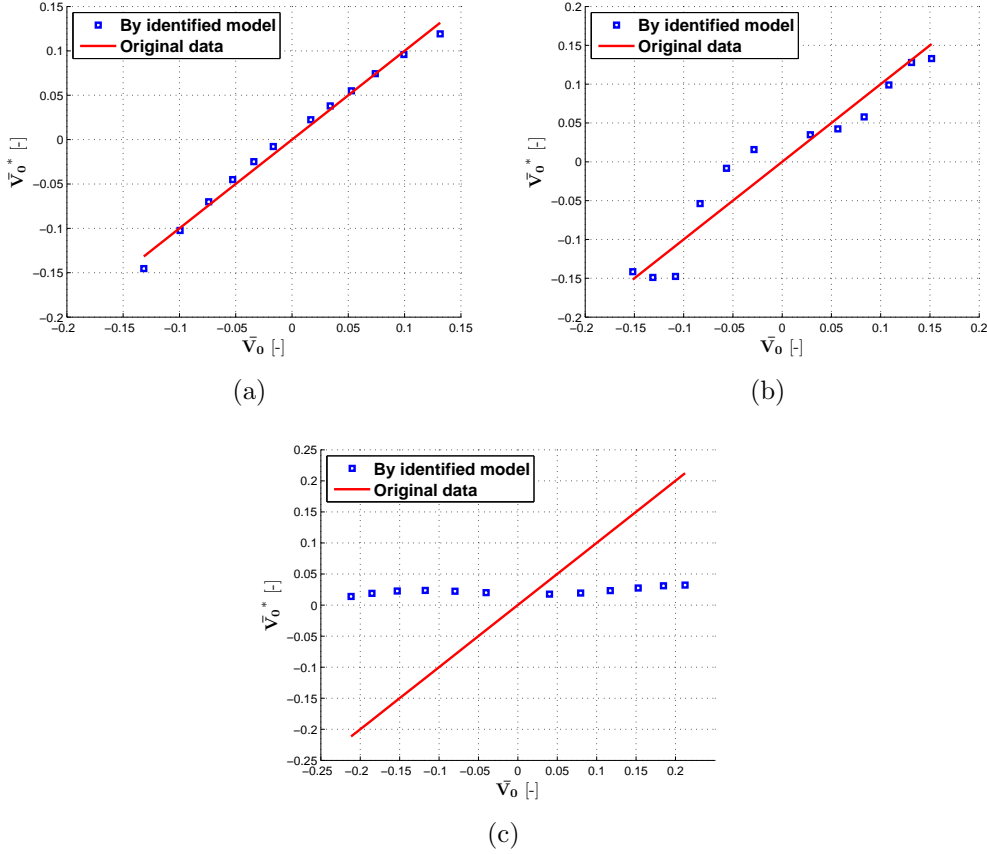 By identified model
Original data
0.15
0.1
0.05
0
−0.05
−0.1
−0.15
−0.2
−0.2 −0.15 −0.1 −0.05 0 0.05 0.1 0.15
V̄₀* [-]
V̄₀ [-]
(a)
By identified model
Original data
0.2
0.15
0.1
0.05
0
−0.05
−0.1
−0.15
−0.2
−0.2 −0.15 −0.1 −0.05 0 0.05 0.1 0.15 0.2
V̄₀* [-]
V̄₀ [-]
(b)
By identified model
Original data
0.25
0.2
0.15
0.1
0.05
0
−0.05
−0.1
−0.15
−0.2
−0.25
−0.25 −0.2 −0.15 −0.1 −0.05 0 0.05 0.1 0.15 0.2
V̄₀* [-]
V̄₀ [-]
(c)